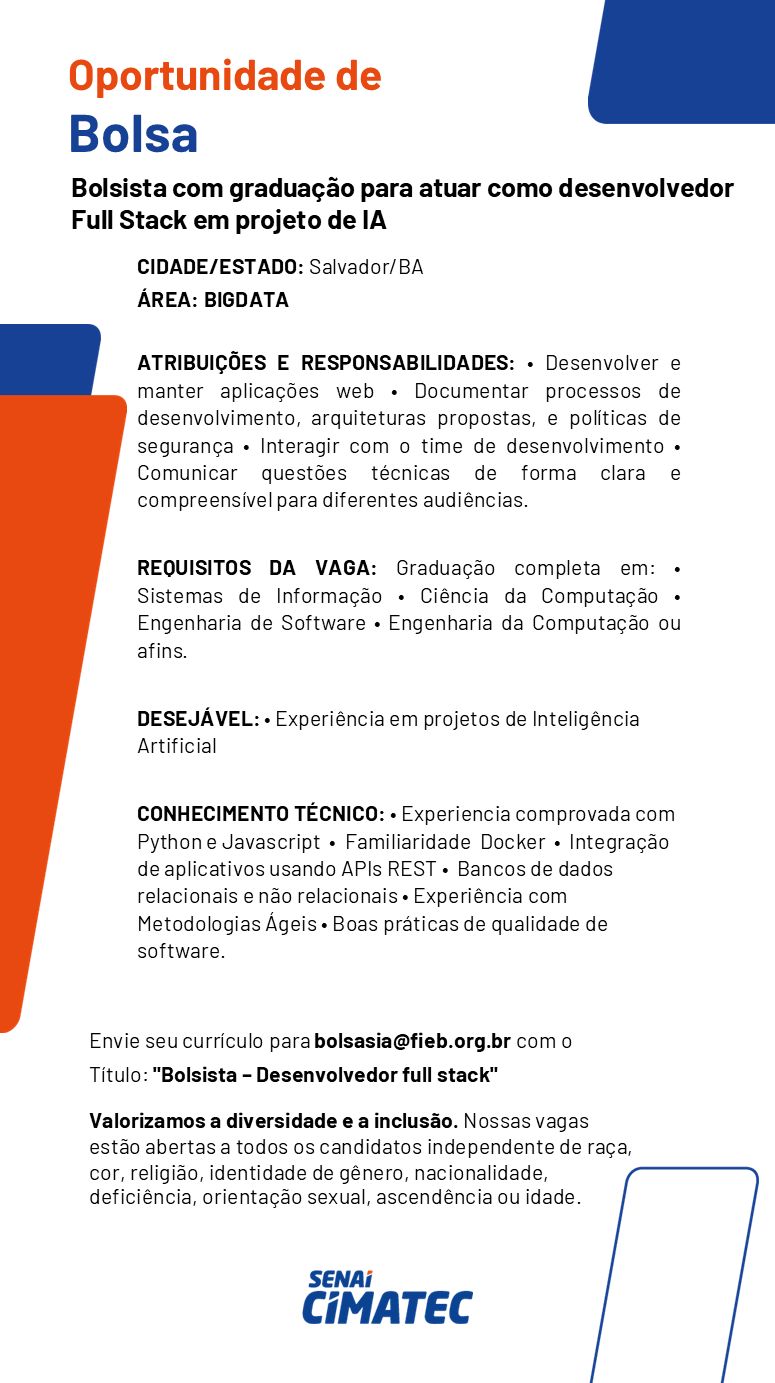 Oportunidade de
Bolsa
Bolsista com graduação para atuar como desenvolvedor
Full Stack em projeto de IA
CIDADE/ESTADO: Salvador/BA
ÁREA: BIGDATA
ATRIBUIÇÕES E RESPONSABILIDADES: • Desenvolver e
manter aplicações web • Documentar processos de
desenvolvimento, arquiteturas propostas, e políticas de
segurança • Interagir com o time de desenvolvimento •
Comunicar questões técnicas de forma clara e
compreensível para diferentes audiências.
REQUISITOS DA VAGA: Graduação completa em: •
Sistemas de Informação • Ciência da Computação •
Engenharia de Software • Engenharia da Computação ou
afins.
DESEJÁVEL: • Experiência em projetos de Inteligência
Artificial
CONHECIMENTO TÉCNICO: • Experiencia comprovada com
Python e Javascript • Familiaridade Docker • Integração
de aplicativos usando APIs REST • Bancos de dados
relacionais e não relacionais • Experiência com
Metodologias Ágeis • Boas práticas de qualidade de
software.
Envie seu currículo para bolsasia@fieb.org.br com o
Título: "Bolsista – Desenvolvedor full stack"
Valorizamos a diversidade e a inclusão. Nossas vagas
estão abertas a todos os candidatos independente de raça,
cor, religião, identidade de gênero, nacionalidade,
deficiência, orientação sexual, ascendência ou idade.
SENAI
CIMATEC